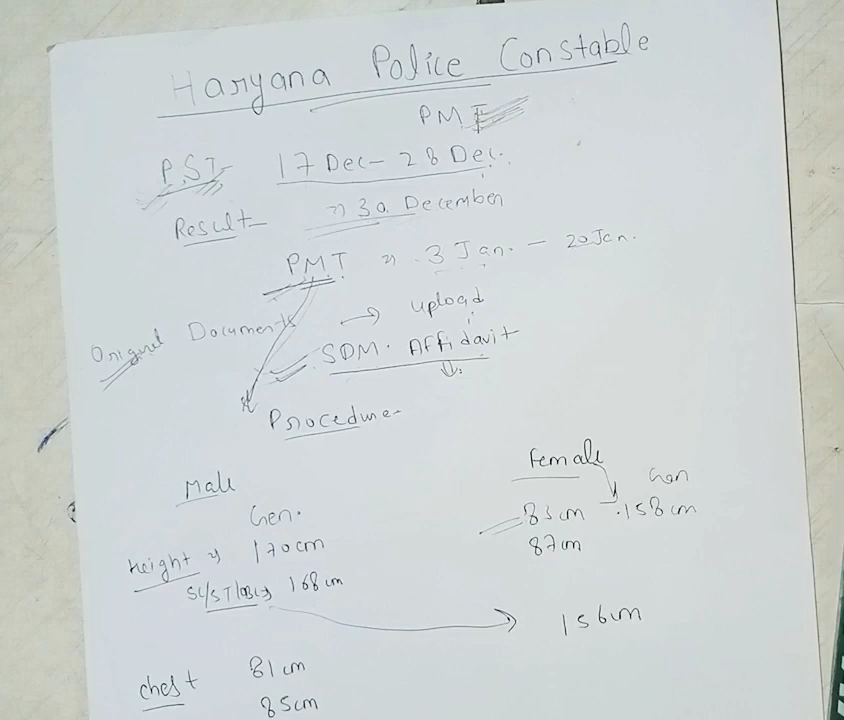 Haryana Police Constable
PMT
P.S.T 17 Dec - 28 Dec.
Result 30 December
PMT 3 Jan. - 20 Jan.
Original Documents → upload
SDM. Affidavit
Procedure
Male Female
Gen. Gen
83cm 158cm
height 170cm 87cm
SC/ST/OBC 168cm
156cm
chest 81cm
85cm